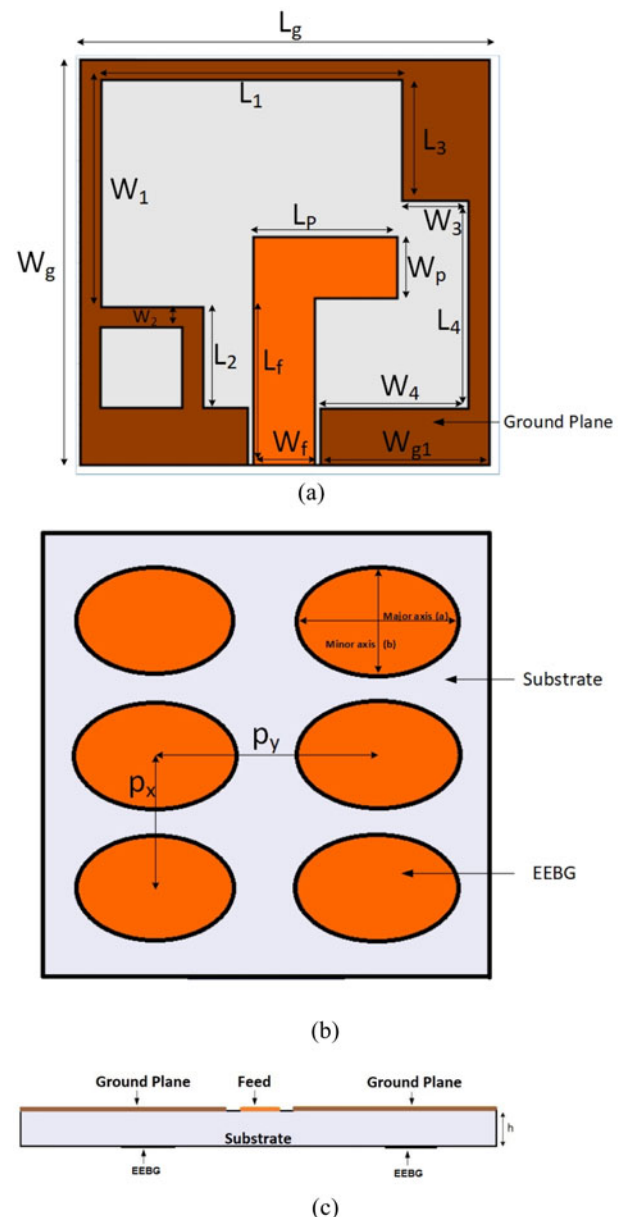 Lg
L1
L3
W1
LP
W3
Wg
Wp
W2
L4
L2
Lf
W4
Ground Plane
Wf
Wg1
(a)
Major axis (a)
Minor axis (b)
Substrate
py
px
EEBG
(b)
Ground Plane Feed Ground Plane
Substrate
h
EEBG EEBG
(c)